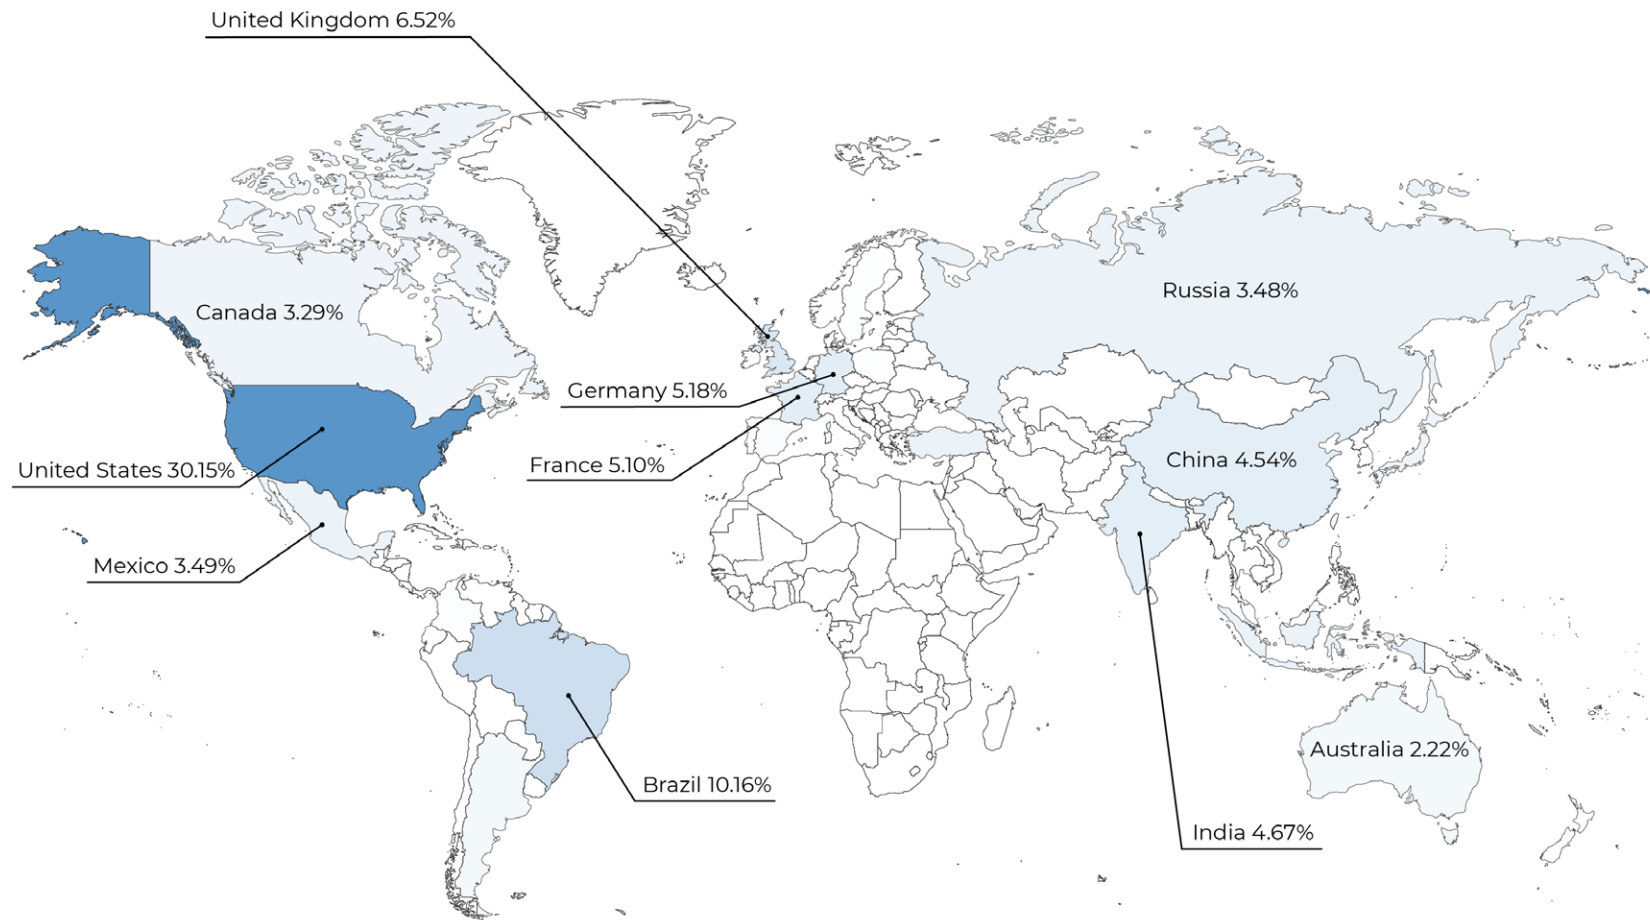 United Kingdom 6.52%
Russia 3.48%
Canada 3.29%
Germany 5.18%
France 5.10%
China 4.54%
United States 30.15%
Mexico 3.49%
Australia 2.22%
Brazil 10.16%
India 4.67%